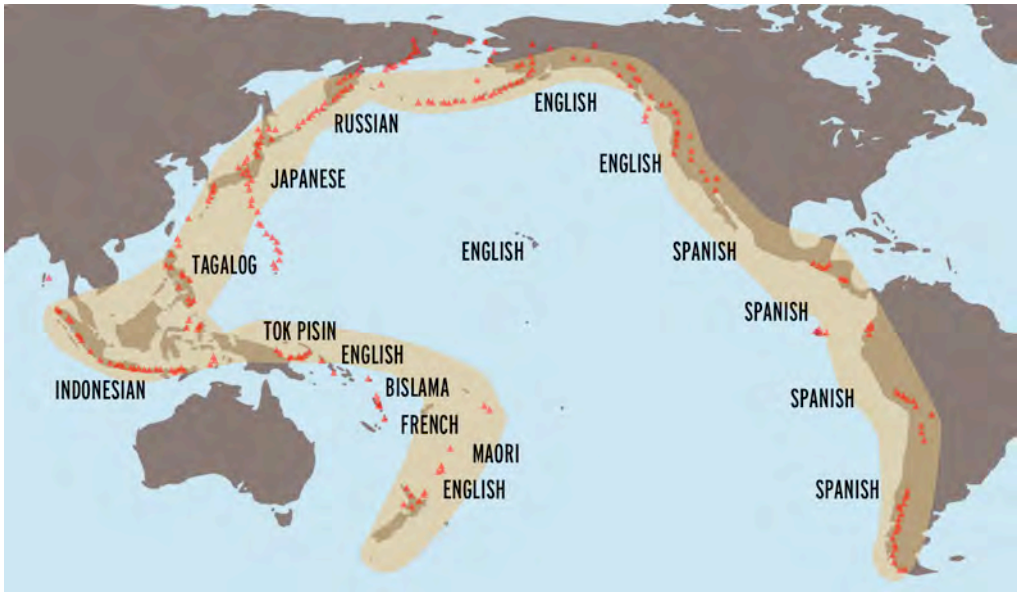 ENGLISH
RUSSIAN
ENGLISH
JAPANESE
ENGLISH
SPANISH
TAGALOG
SPANISH
TOK PISIN
ENGLISH
INDONESIAN
BISLAMA
SPANISH
FRENCH
MAORI
ENGLISH
SPANISH